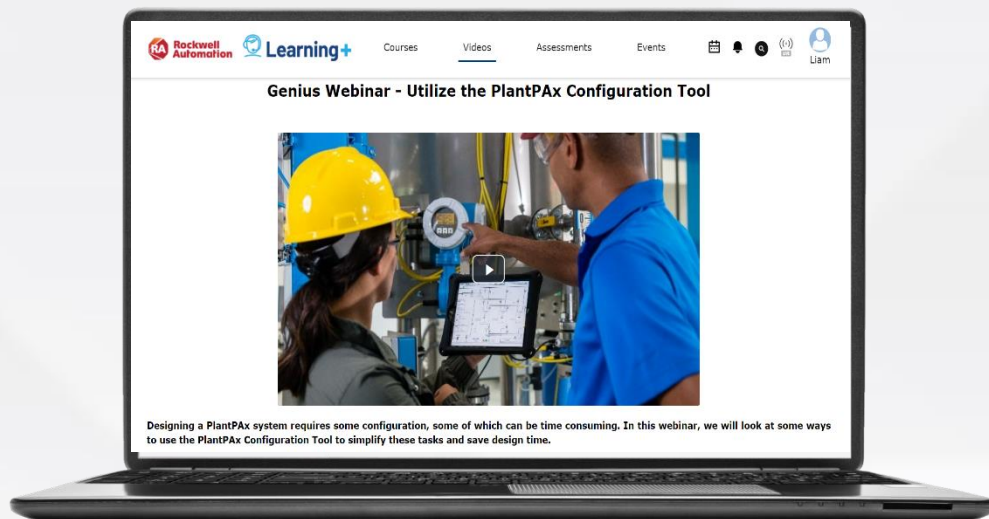 RA Rockwell Automation Learning+ Courses Videos Assessments Events Liam
Genius Webinar - Utilize the PlantPAx Configuration Tool
Designing a PlantPAx system requires some configuration, some of which can be time consuming. In this webinar, we will look at some ways
to use the PlantPAx Configuration Tool to simplify these tasks and save design time.